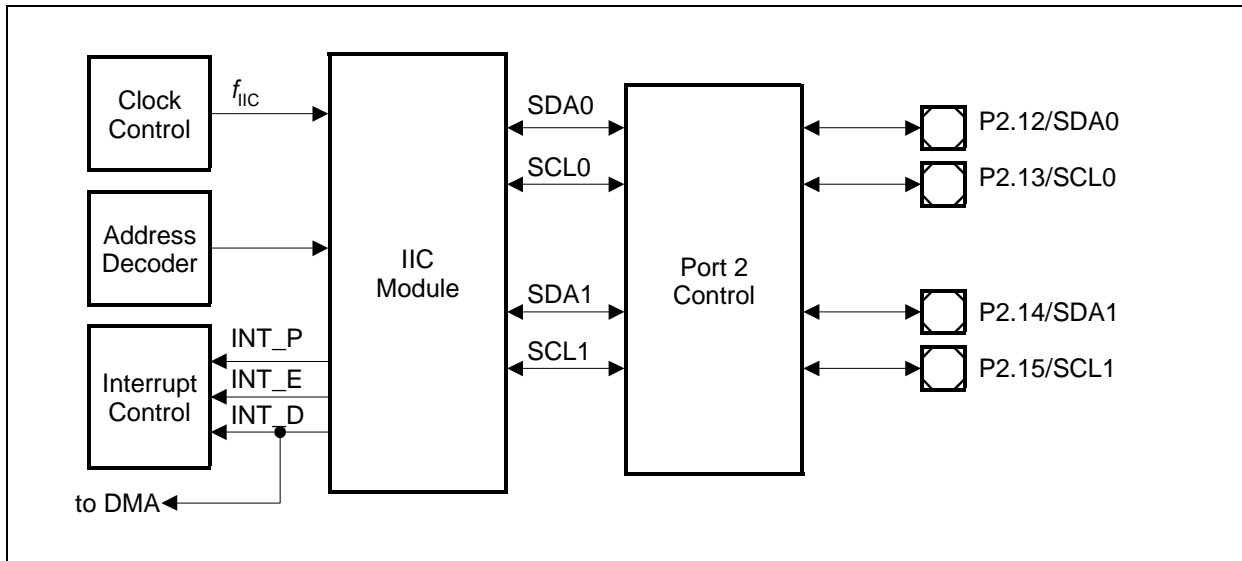 Clock
Control
fIIC
Address
Decoder
Interrupt
Control
INT_P
INT_E
INT_D
to DMA
IIC
Module
SDA0
SCL0
SDA1
SCL1
Port 2
Control
P2.12/SDA0
P2.13/SCL0
P2.14/SDA1
P2.15/SCL1